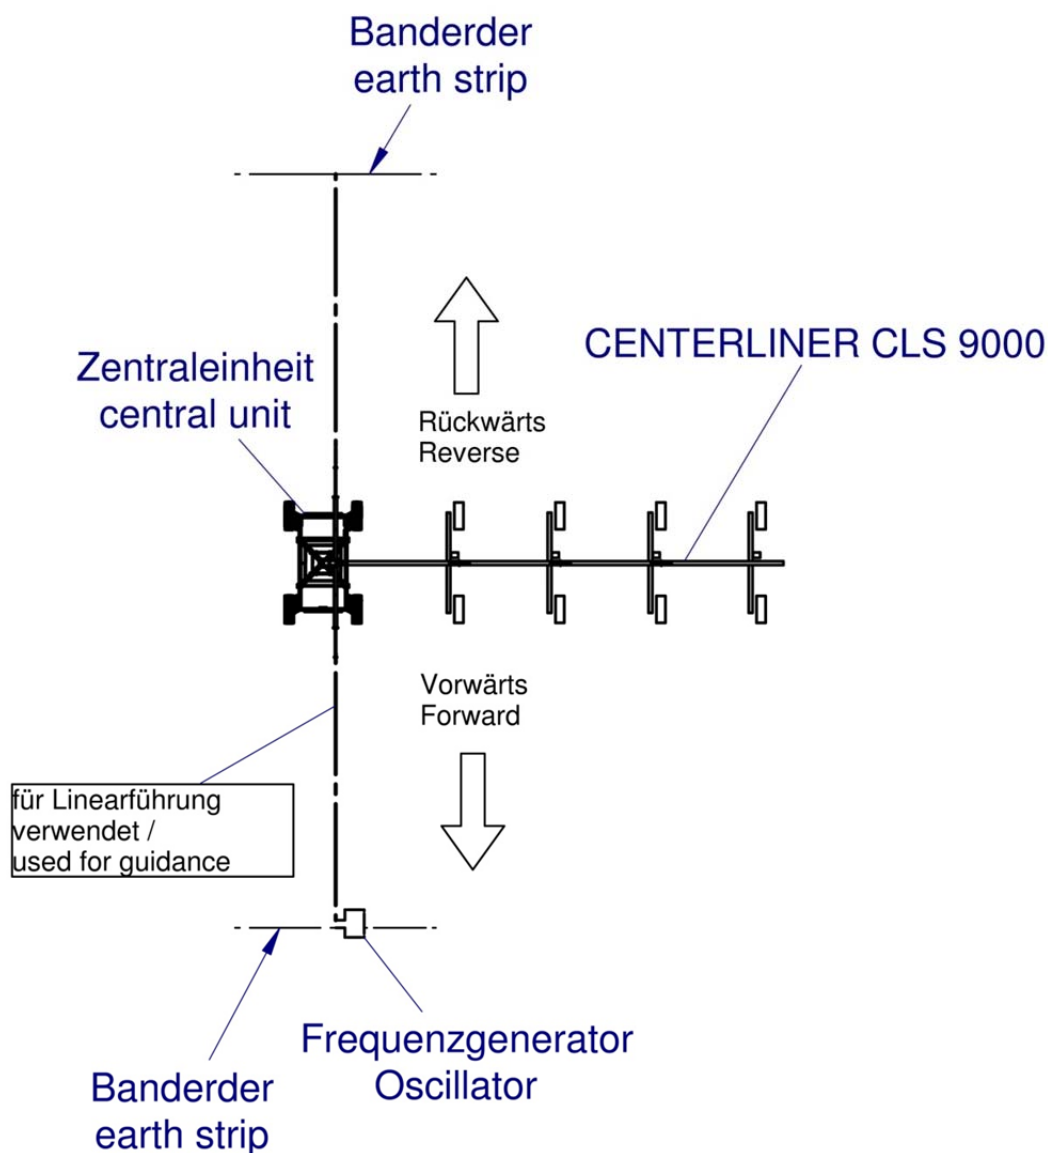 Banderder
earth strip
CENTERLINER CLS 9000
Zentraleinheit
central unit
Rückwärts
Reverse
Vorwärts
Forward
für Linearführung
verwendet /
used for guidance
Frequenzgenerator
Oscillator
Banderder
earth strip